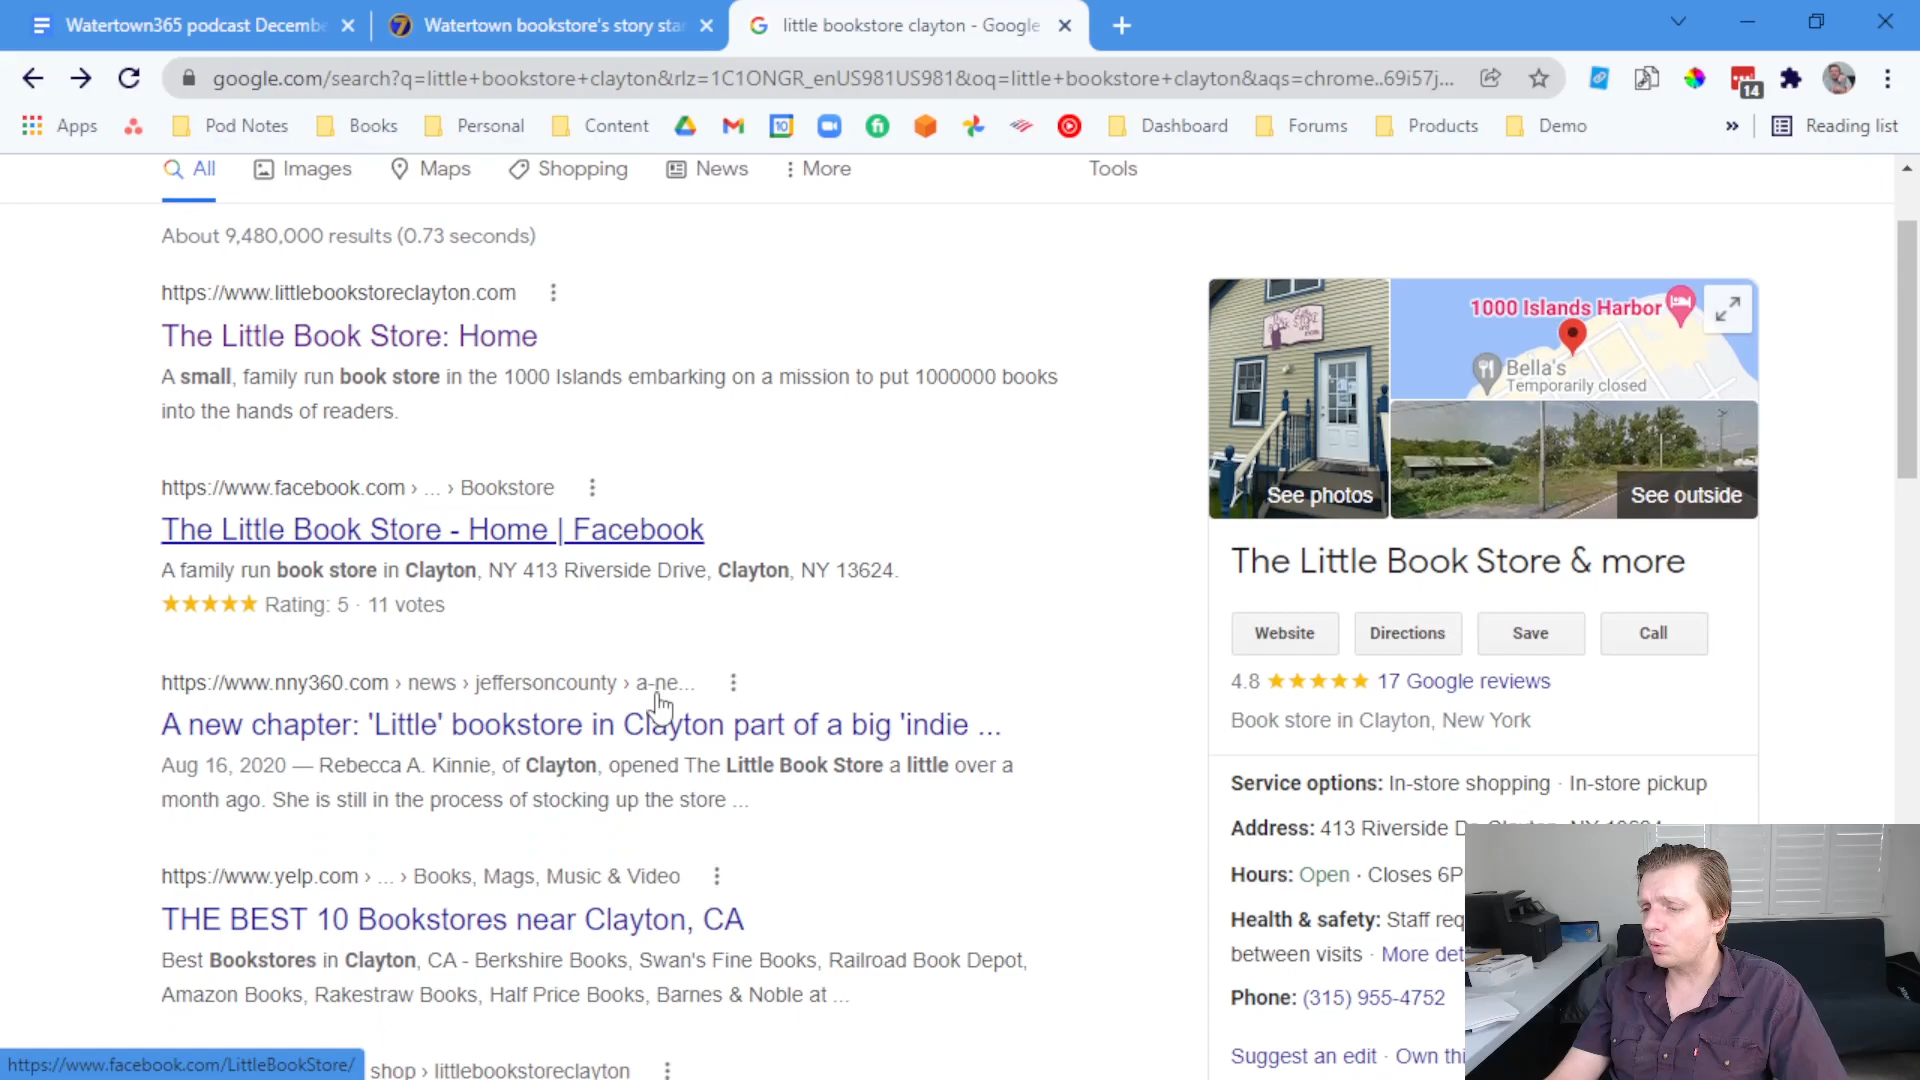 Watertown365 podcast Decembe
Watertown bookstore's story star
little bookstore clayton - Google
google.com/search?q=little+bookstore+clayton&rlz=1C1ONGR_enUS981US981&oq=little+bookstore+clayton&aqs=chrome..69i57j...
14
Apps
Pod Notes
Books
Personal
Content
10
Dashboard
Forums
Products
Demo
Reading list
All
Images
Maps
Shopping
News
More
Tools
About 9,480,000 results (0.73 seconds)
https://www.littlebookstoreclayton.com
The Little Book Store: Home
A small, family run book store in the 1000 Islands embarking on a mission to put 1000000 books
into the hands of readers.
https://www.facebook.com › ... › Bookstore
The Little Book Store - Home | Facebook
A family run book store in Clayton, NY 413 Riverside Drive, Clayton, NY 13624.
Rating: 5 · 11 votes
https://www.nny360.com › news › jeffersoncounty › a-ne...
A new chapter: 'Little' bookstore in Clayton part of a big 'indie ...
Aug 16, 2020 — Rebecca A. Kinnie, of Clayton, opened The Little Book Store a little over a
month ago. She is still in the process of stocking up the store ...
https://www.yelp.com › ... › Books, Mags, Music & Video
THE BEST 10 Bookstores near Clayton, CA
Best Bookstores in Clayton, CA - Berkshire Books, Swan's Fine Books, Railroad Book Depot,
Amazon Books, Rakestraw Books, Half Price Books, Barnes & Noble at ...
https://www.facebook.com/LittleBookStore/
shop › littlebookstoreclayton
1000 Islands Harbor
Bella's
Temporarily closed
See photos
See outside
The Little Book Store & more
Website
Directions
Save
Call
4.8
17 Google reviews
Book store in Clayton, New York
Service options: In-store shopping · In-store pickup
Address: 413 Riverside
Hours: Open · Closes 6P
Health & safety: Staff req
between visits · More det
Phone: (315) 955-4752
Suggest an edit · Own thi